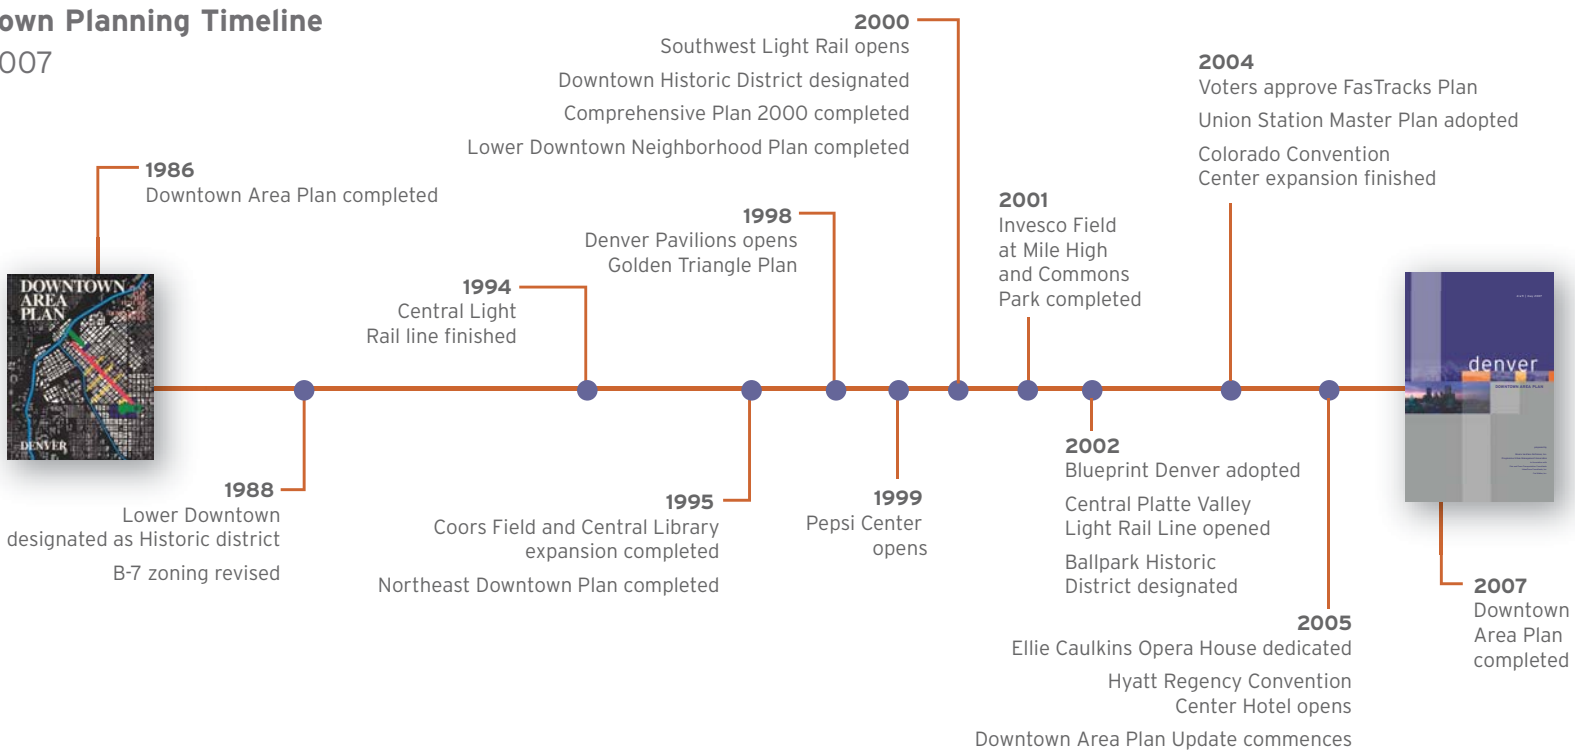 own Planning Timeline
007
1986
Downtown Area Plan completed
DOWNTOWN
AREA
PLAN
DENVER
1988
Lower Downtown
designated as Historic district
B-7 zoning revised
1994
Central Light
Rail line finished
1995
Coors Field and Central Library
expansion completed
Northeast Downtown Plan completed
1998
Denver Pavilions opens
Golden Triangle Plan
1999
Pepsi Center
opens
2000
Southwest Light Rail opens
Downtown Historic District designated
Comprehensive Plan 2000 completed
Lower Downtown Neighborhood Plan completed
2001
Invesco Field
at Mile High
and Commons
Park completed
2002
Blueprint Denver adopted
Central Platte Valley
Light Rail Line opened
Ballpark Historic
District designated
2004
Voters approve FasTracks Plan
Union Station Master Plan adopted
Colorado Convention
Center expansion finished
2005
Ellie Caulkins Opera House dedicated
Hyatt Regency Convention
Center Hotel opens
Downtown Area Plan Update commences
denver
DOWNTOWN AREA PLAN
2007
Downtown
Area Plan
completed